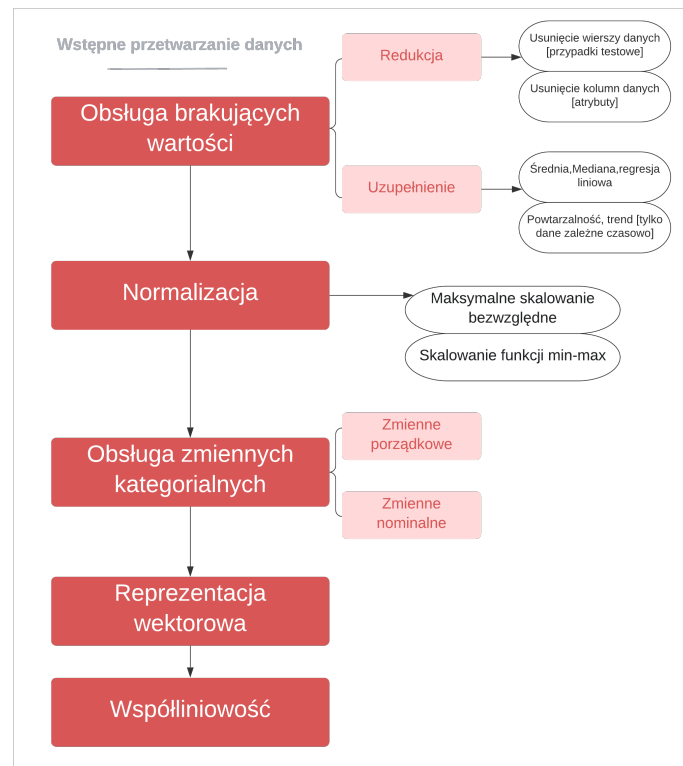 Wstępne przetwarzanie danych
Redukcja
Usunięcie wierszy danych
[przypadki testowe]
Usunięcie kolumn danych
[atrybuty]
Obsługa brakujących
wartości
Uzupełnienie
Średnia,Mediana,regresja
liniowa
Powtarzalność, trend [tylko
dane zależne czasowo]
Normalizacja
Maksymalne skalowanie
bezwzględne
Skalowanie funkcji min-max
Obsługa zmiennych
kategorialnych
Zmienne
porządkowe
Zmienne
nominalne
Reprezentacja
wektorowa
Współliniowość